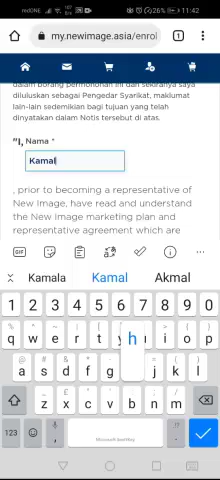 redONE 26% 11:42
my.newimage.asia/enrol 1
dalam borang permohonan ini dan sekiranya saya
diluluskan sebagai Pengedar Syarikat, maklumat
lain-lain sedemikian bagi tujuan yang telah
dinyatakan dalam Notis tersebut di atas.
"I, Nama *
Kamal
, prior to becoming a representative of
New Image, have read and understand
the New image marketing plan and
representative agreement which are
GIF
Kamala Kamal Akmal
1 2 3 4 5 6 7 8 9 0
q w e r t y u i o p
a s d f g h j k l
z x c v b n m
123 , Microsoft SwiftKey .